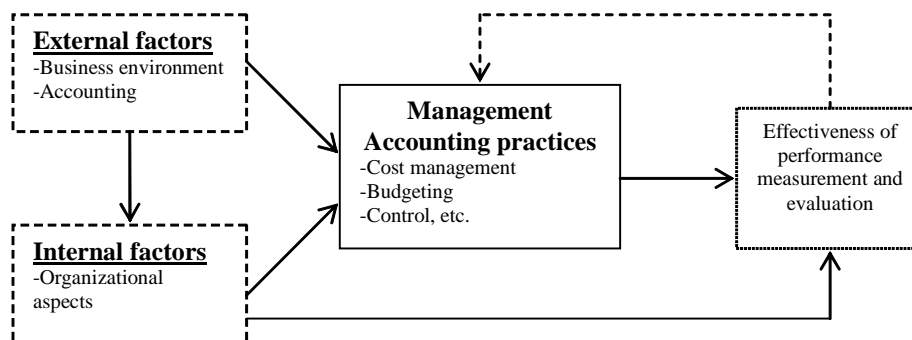 External factors
-Business environment
-Accounting
Management
Accounting practices
-Cost management
-Budgeting
-Control, etc.
Effectiveness of
performance
measurement and
evaluation
Internal factors
-Organizational
aspects